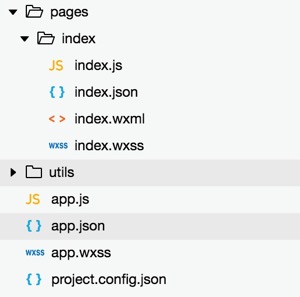 pages
index
JS index.js
{ } index.json
< > index.wxml
wxss index.wxss
utils
JS app.js
{ } app.json
wxss app.wxss
{ } project.config.json